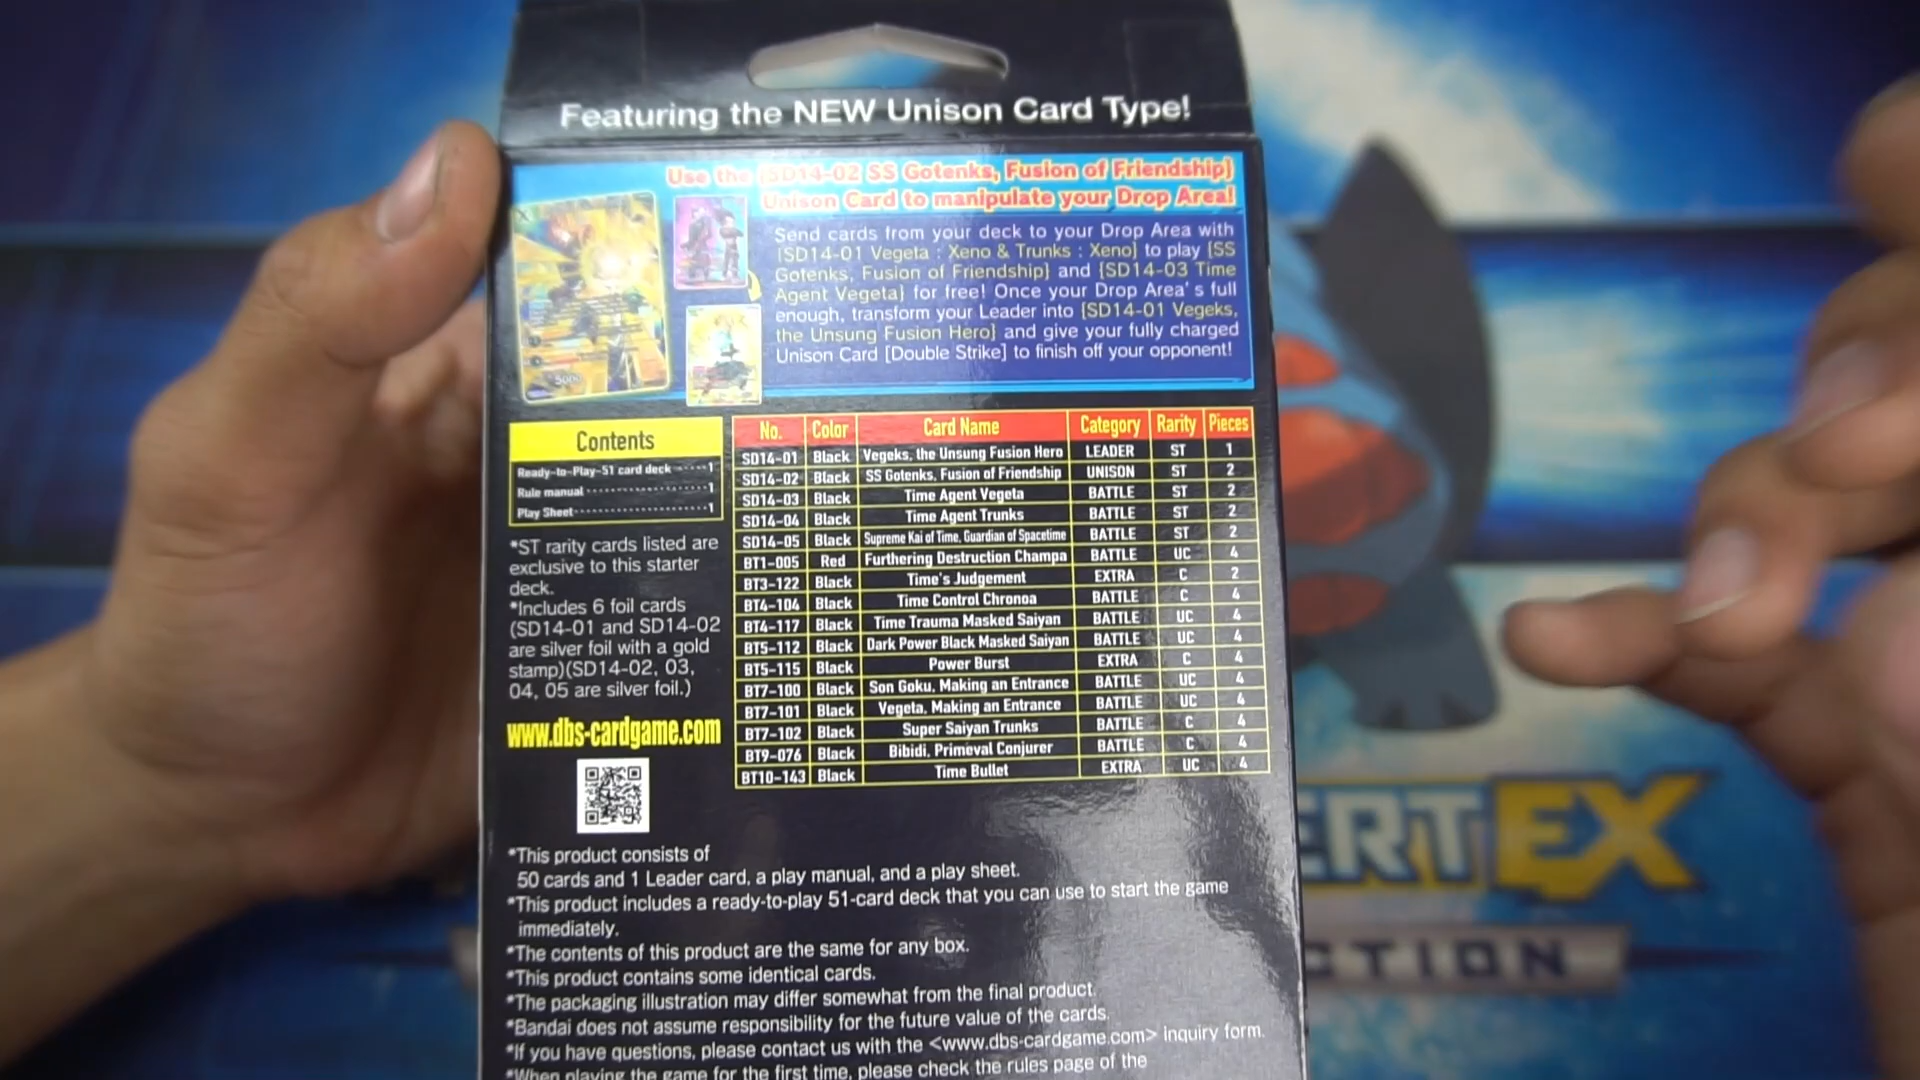 Featuring the NEW Unison Card Type!
Use the {SD14-02 SS Gotenks, Fusion of Friendship}
Unison Card to manipulate your Drop Area!
Send cards from your deck to your Drop Area with
{SD14-01 Vegeta : Xeno & Trunks : Xeno} to play {SS
Gotenks, Fusion of Friendship} and {SD14-03 Time
Agent Vegeta} for free! Once your Drop Area's full
enough, transform your Leader into {SD14-01 Vegeks,
the Unsung Fusion Hero} and give your fully charged
Unison Card [Double Strike] to finish off your opponent!
5000
Contents
Ready-to-Play-51 card deck ·····1
Rule manual ·····················1
Play Sheet·······················1
*ST rarity cards listed are
exclusive to this starter
deck.
*Includes 6 foil cards
(SD14-01 and SD14-02
are silver foil with a gold
stamp)(SD14-02, 03,
04, 05 are silver foil.)
www.dbs-cardgame.com
No. Color Card Name Category Rarity Pieces
SD14-01 Black Vegeks, the Unsung Fusion Hero LEADER ST 1
SD14-02 Black SS Gotenks, Fusion of Friendship UNISON ST 2
SD14-03 Black Time Agent Vegeta BATTLE ST 2
SD14-04 Black Time Agent Trunks BATTLE ST 2
SD14-05 Black Supreme Kai of Time, Guardian of Spacetime BATTLE ST 2
BT1-005 Red Furthering Destruction Champa BATTLE UC 4
BT3-122 Black Time's Judgement EXTRA C 2
BT4-104 Black Time Control Chronoa BATTLE C 4
BT4-117 Black Time Trauma Masked Saiyan BATTLE UC 4
BT5-112 Black Dark Power Black Masked Saiyan BATTLE UC 4
BT5-115 Black Power Burst EXTRA C 4
BT7-100 Black Son Goku, Making an Entrance BATTLE UC 4
BT7-101 Black Vegeta, Making an Entrance BATTLE UC 4
BT7-102 Black Super Saiyan Trunks BATTLE C 4
BT9-076 Black Bibidi, Primeval Conjurer BATTLE C 4
BT10-143 Black Time Bullet EXTRA UC 4
*This product consists of
50 cards and 1 Leader card, a play manual, and a play sheet.
*This product includes a ready-to-play 51-card deck that you can use to start the game
immediately.
*The contents of this product are the same for any box.
*This product contains some identical cards.
*The packaging illustration may differ somewhat from the final product.
*Bandai does not assume responsibility for the future value of the cards.
*If you have questions, please contact us with the <www.dbs-cardgame.com> inquiry form.
*When playing the game for the first time, please check the rules page of the
ERT EX
CTION